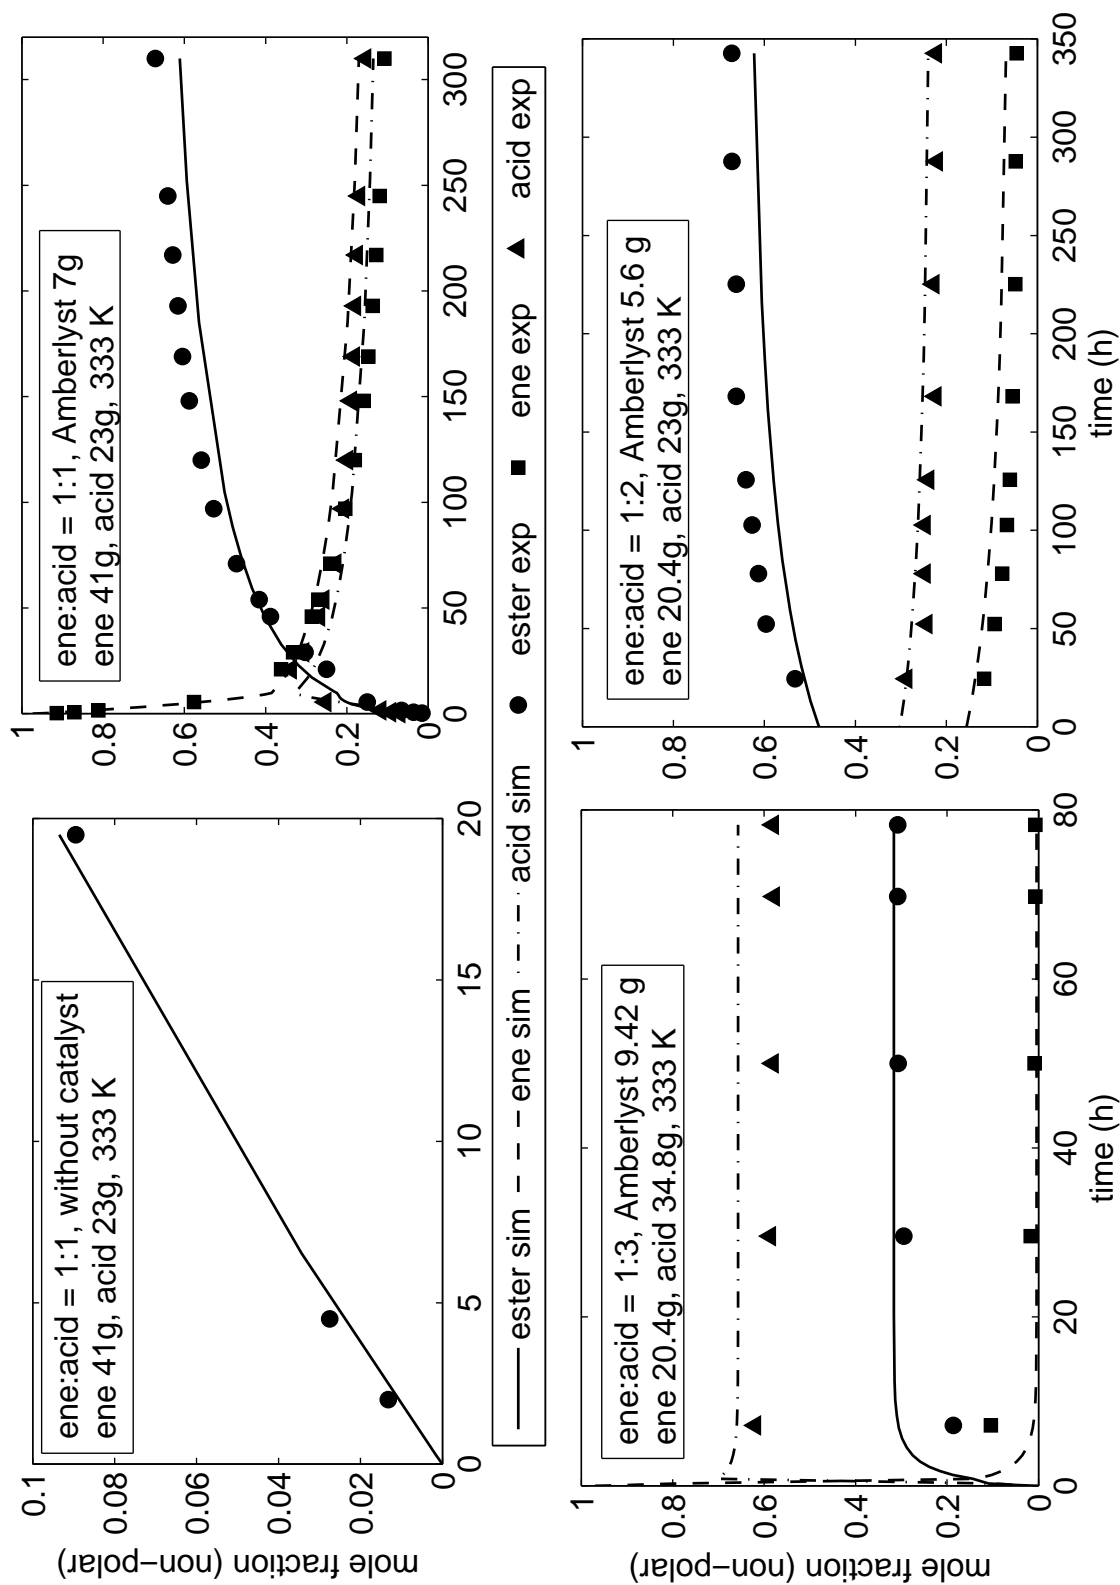 ene:acid = 1:1, without catalyst
ene 41g, acid 23g, 333 K
0.1
0.08
0.06
0.04
0.02
0
0
5
10
15
20
mole fraction (non−polar)
ene:acid = 1:1, Amberlyst 7g
ene 41g, acid 23g, 333 K
1
0.8
0.6
0.4
0.2
0
0
50
100
150
200
250
300
ester sim
ene sim
acid sim
ester exp
ene exp
acid exp
ene:acid = 1:3, Amberlyst 9.42 g
ene 20.4g, acid 34.8g, 333 K
1
0.8
0.6
0.4
0.2
0
0
20
40
60
80
mole fraction (non−polar)
time (h)
ene:acid = 1:2, Amberlyst 5.6 g
ene 20.4g, acid 23g, 333 K
1
0.8
0.6
0.4
0.2
0
0
50
100
150
200
250
300
350
time (h)